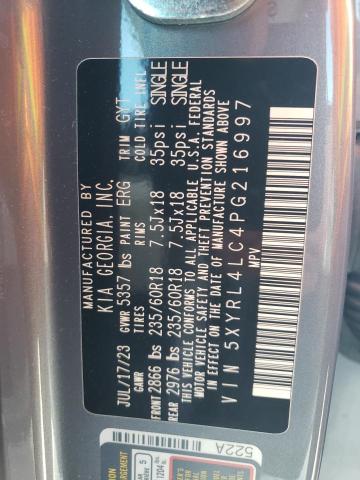 MANUFACTURED BY
KIA GEORGIA, INC.
JUL/17/23 GVWR 5357 lbs PAINT ERG TRIM GYT
GAWR TIRES RIMS COLD TIRE INFL
FRONT 2866 lbs 235/60R18 7.5Jx18 35psi SINGLE
REAR 2976 lbs 235/60R18 7.5Jx18 35psi SINGLE
THIS VEHICLE CONFORMS TO ALL APPLICABLE U.S.A. FEDERAL
MOTOR VEHICLE SAFETY AND THEFT PREVENTION STANDARDS
IN EFFECT ON THE DATE OF MANUFACTURE SHOWN ABOVE
VIN 5XYRL4LC4PG216997
MPV
522A